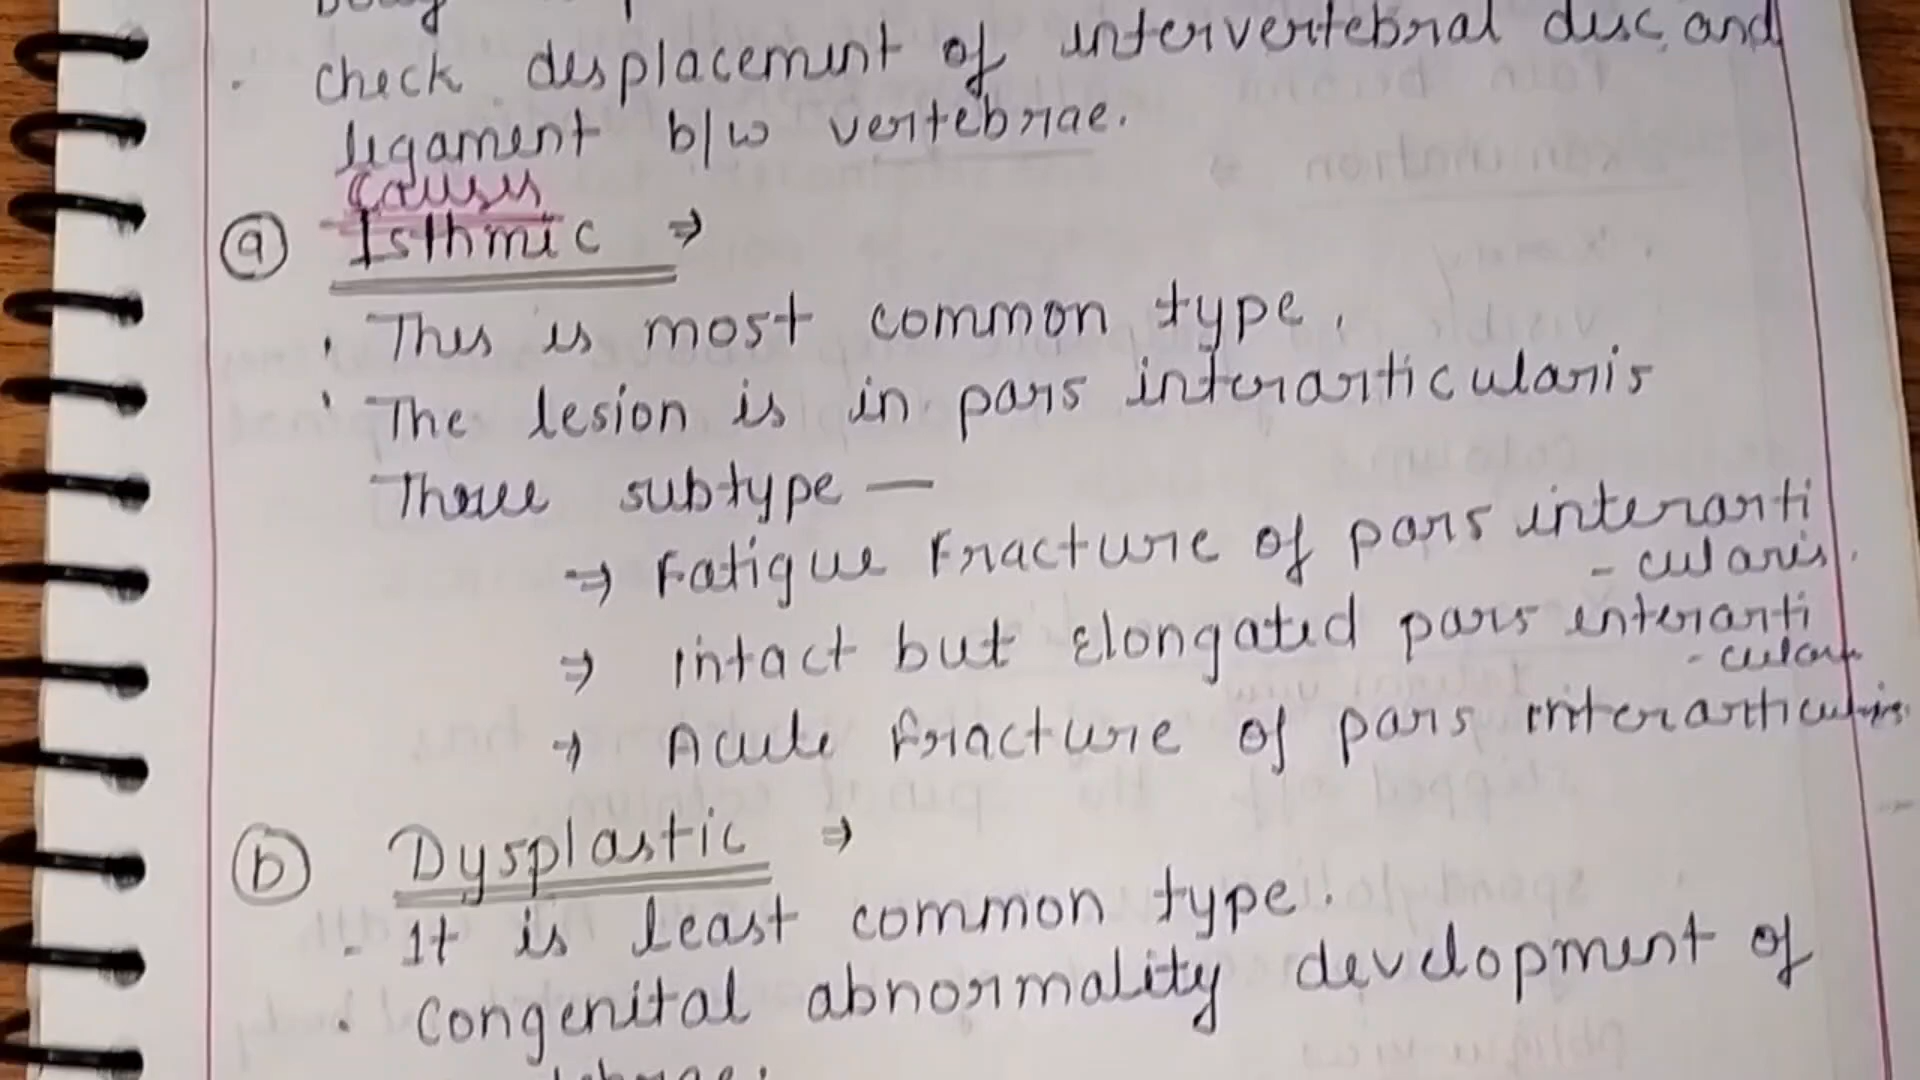 check displacement of intervertebral disc, and
ligament b/w vertebrae.
Causes
(a) Isthmic ⇒
. This is most common type.
. The lesion is in pars interarticularis
Three subtype —
⇒ Fatigue Fracture of pars interarti
- cularis.
⇒ intact but Elongated pars interarti
⇒ Acute Fracture of pars interarticularis
(b) Dysplastic ⇒
- It is least common type.
. Congenital abnormality development of